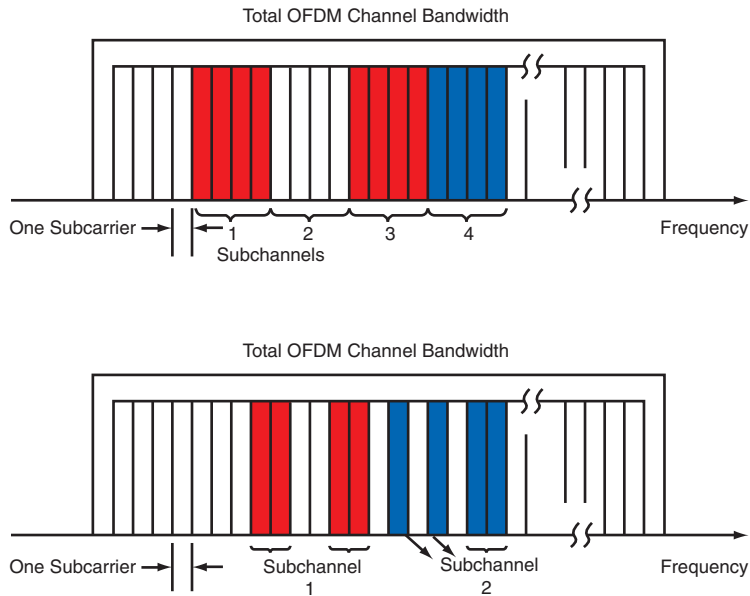 Total OFDM Channel Bandwidth
One Subcarrier
1
2
3
4
Frequency
Subchannels
Total OFDM Channel Bandwidth
One Subcarrier
Subchannel
1
Subchannel
2
Frequency